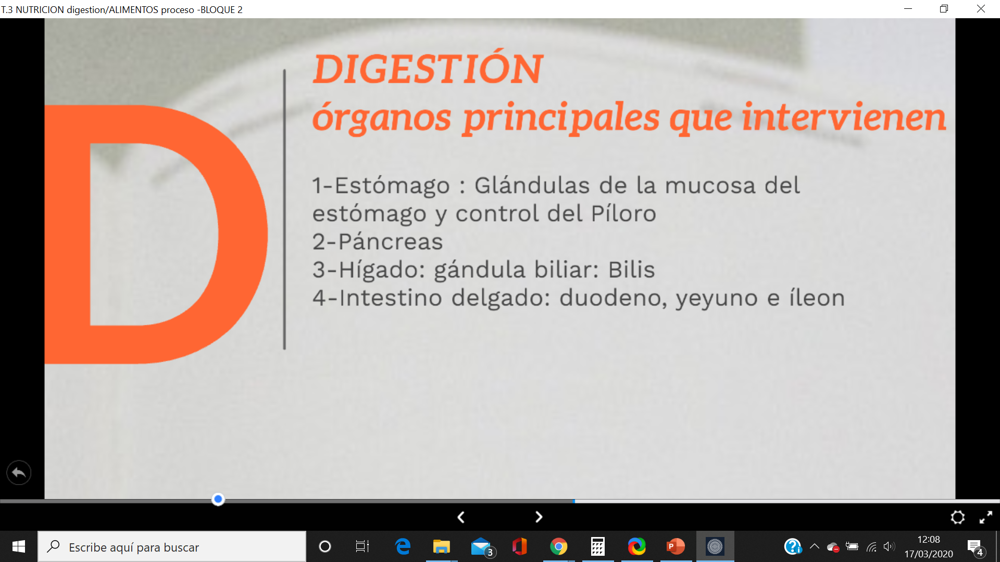 T.3 NUTRICION digestion/ALIMENTOS proceso -BLOQUE 2
DIGESTIÓN
órganos principales que intervienen
D
1-Estómago : Glándulas de la mucosa del
estómago y control del Píloro
2-Páncreas
3-Hígado: gándula biliar: Bilis
4-Intestino delgado: duodeno, yeyuno e íleon
Escribe aquí para buscar
3
P
12:08
17/03/2020
4